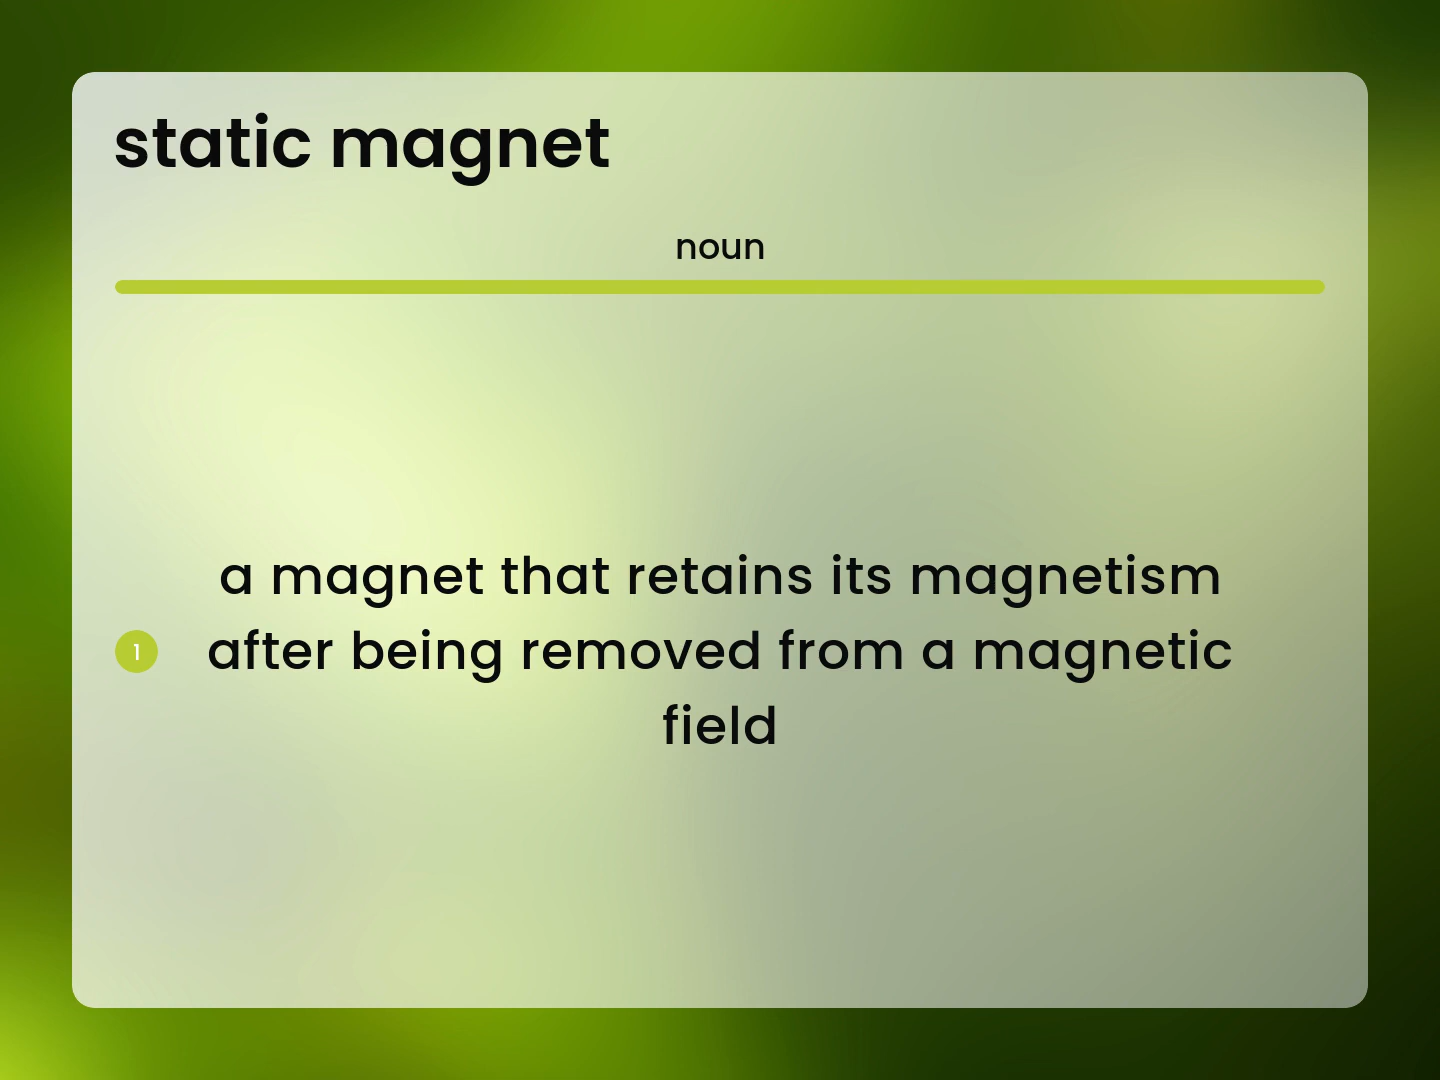 static magnet
noun
a magnet that retains its magnetism
1 after being removed from a magnetic
field